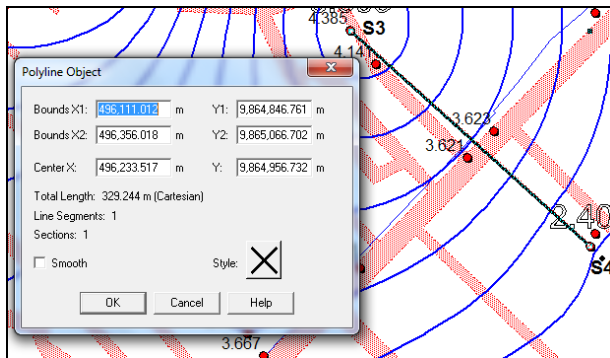 4.385
S3
4.141
Polyline Object
Bounds X1: 496,111.012 m Y1: 9,864,846.761 m
Bounds X2: 496,356.018 m Y2: 9,865,066.702 m
Center X: 496,233.517 m Y: 9,864,956.732 m
Total Length: 329.244 m (Cartesian)
Line Segments: 1
Sections: 1
Smooth
Style:
OK Cancel Help
3.623
3.621
2,40
S4
3.667